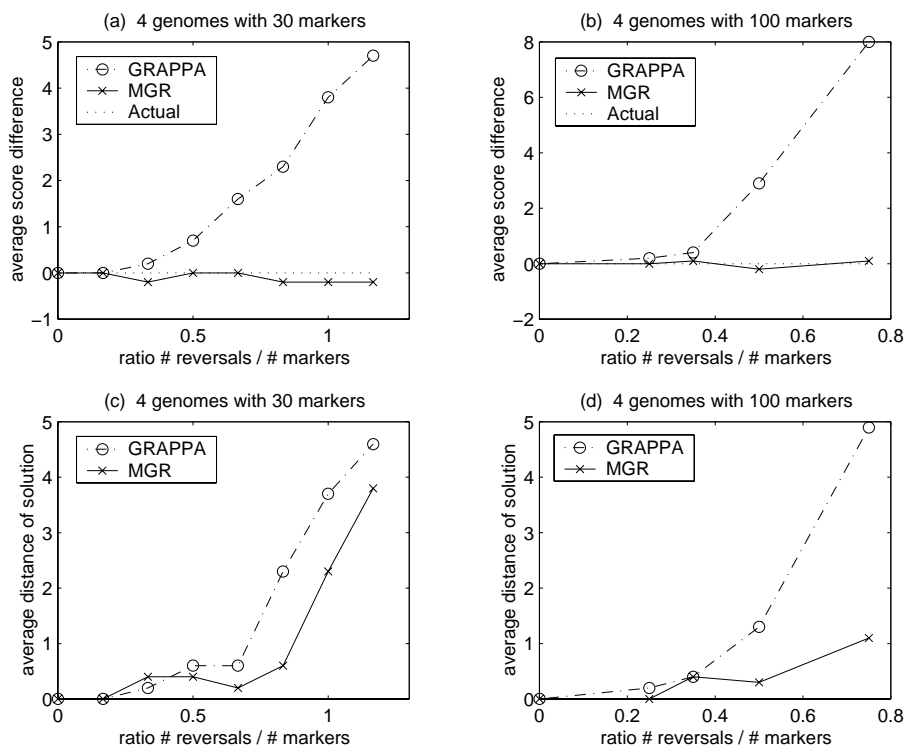 (a) 4 genomes with 30 markers
5
4
3
2
1
0
−1
average score difference
GRAPPA
MGR
Actual
0
0.5
1
ratio # reversals / # markers
(b) 4 genomes with 100 markers
8
6
4
2
0
−2
average score difference
GRAPPA
MGR
Actual
0
0.2
0.4
0.6
0.8
ratio # reversals / # markers
(c) 4 genomes with 30 markers
5
4
3
2
1
0
average distance of solution
GRAPPA
MGR
0
0.5
1
ratio # reversals / # markers
(d) 4 genomes with 100 markers
5
4
3
2
1
0
average distance of solution
GRAPPA
MGR
0
0.2
0.4
0.6
0.8
ratio # reversals / # markers